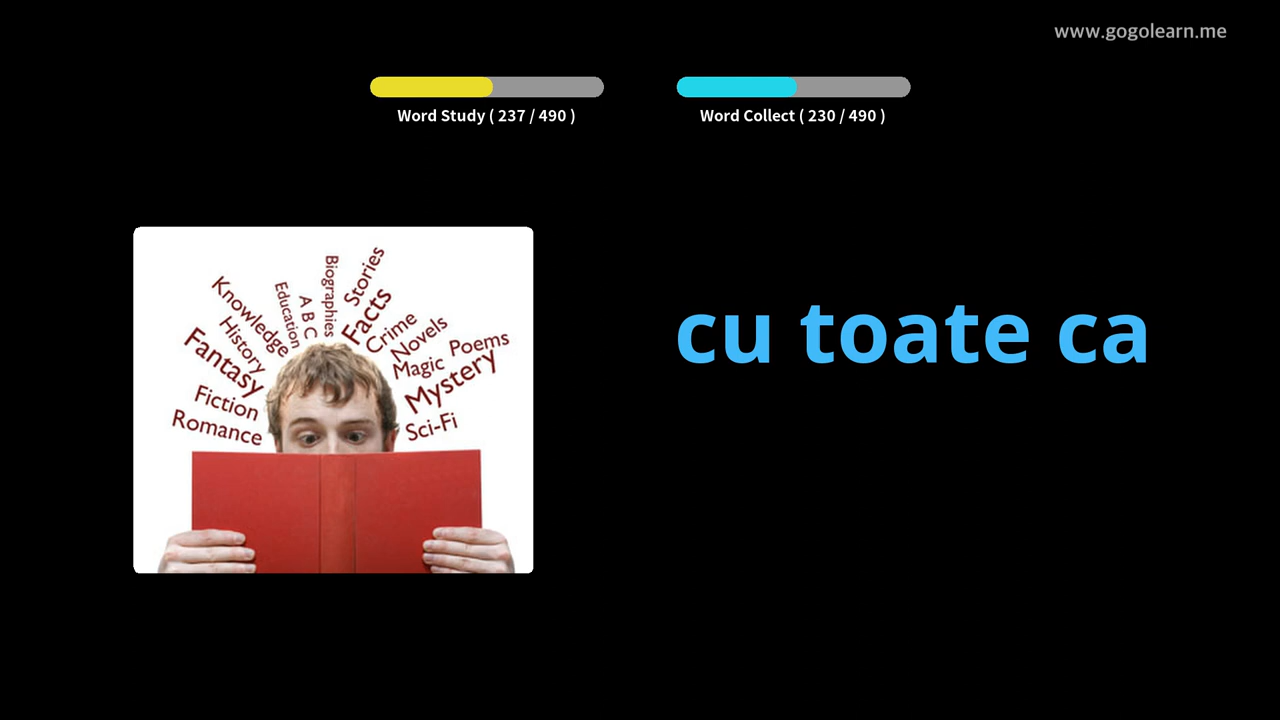 www.gogolearn.me
Word Study ( 237 / 490 )
Word Collect ( 230 / 490 )
cu toate ca
Biographies
Stories
Education
A B C
Facts
Knowledge
History
Crime
Novels
Poems
Fantasy
Magic
Mystery
Fiction
Romance
Sci-Fi